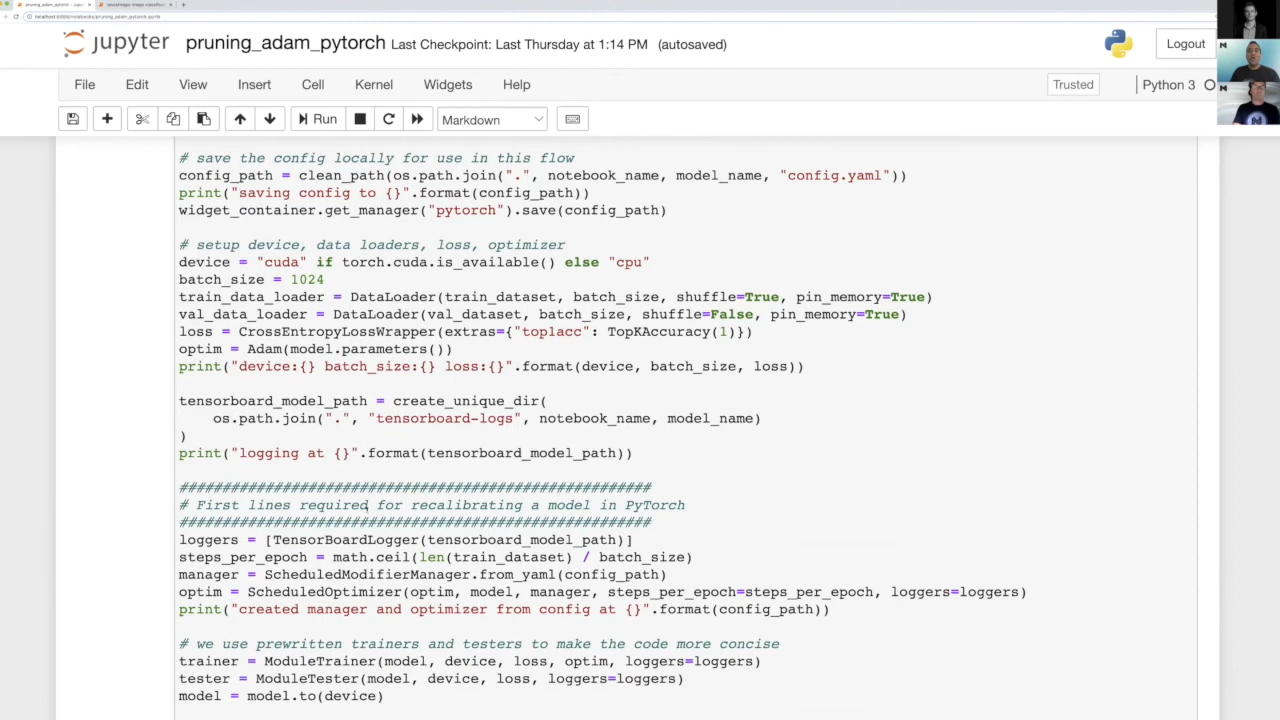 pruning_adam_pytorch - Jupyt
localhost:8888/notebooks/pruning_adam_pytorch.ipynb
jupyter pruning_adam_pytorch Last Checkpoint: Last Thursday at 1:14 PM (autosaved)
Logout
File Edit View Insert Cell Kernel Widgets Help
Trusted
Python 3
Run
Markdown
# save the config locally for use in this flow
config_path = clean_path(os.path.join(".", notebook_name, model_name, "config.yaml"))
print("saving config to {}".format(config_path))
widget_container.get_manager("pytorch").save(config_path)
# setup device, data loaders, loss, optimizer
device = "cuda" if torch.cuda.is_available() else "cpu"
batch_size = 1024
train_data_loader = DataLoader(train_dataset, batch_size, shuffle=True, pin_memory=True)
val_data_loader = DataLoader(val_dataset, batch_size, shuffle=False, pin_memory=True)
loss = CrossEntropyLossWrapper(extras={"top1acc": TopKAccuracy(1)})
optim = Adam(model.parameters())
print("device:{} batch_size:{} loss:{}".format(device, batch_size, loss))
tensorboard_model_path = create_unique_dir(
os.path.join(".", "tensorboard-logs", notebook_name, model_name)
)
print("logging at {}".format(tensorboard_model_path))
#######################################################
# First lines required for recalibrating a model in PyTorch
#######################################################
loggers = [TensorBoardLogger(tensorboard_model_path)]
steps_per_epoch = math.ceil(len(train_dataset) / batch_size)
manager = ScheduledModifierManager.from_yaml(config_path)
optim = ScheduledOptimizer(optim, model, manager, steps_per_epoch=steps_per_epoch, loggers=loggers)
print("created manager and optimizer from config at {}".format(config_path))
# we use prewritten trainers and testers to make the code more concise
trainer = ModuleTrainer(model, device, loss, optim, loggers=loggers)
tester = ModuleTester(model, device, loss, loggers=loggers)
model = model.to(device)